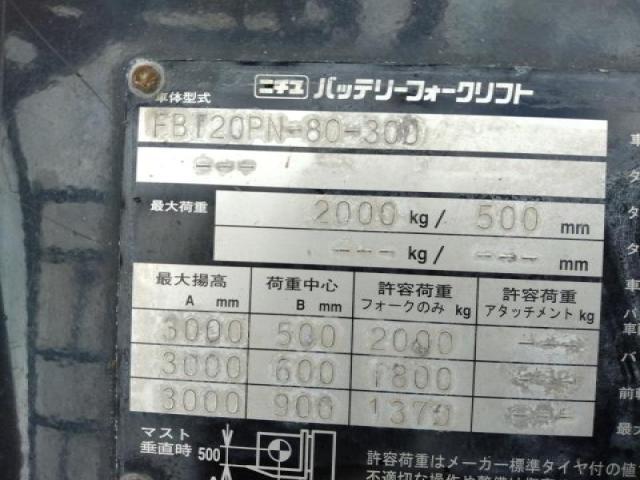 ニチユ バッテリーフォークリフト
車体型式
FBT20PN-80-300
---
最大荷重 2000 kg / 500 mm
--- kg / --- mm
最大揚高 荷重中心 許容荷重 許容荷重
A mm B mm フォークのみ kg アタッチメント kg
3000 500 2000 ---
3000 600 1800 ---
3000 900 1370 ---
マスト
垂直時 500
許容荷重はメーカー標準タイヤ付の値